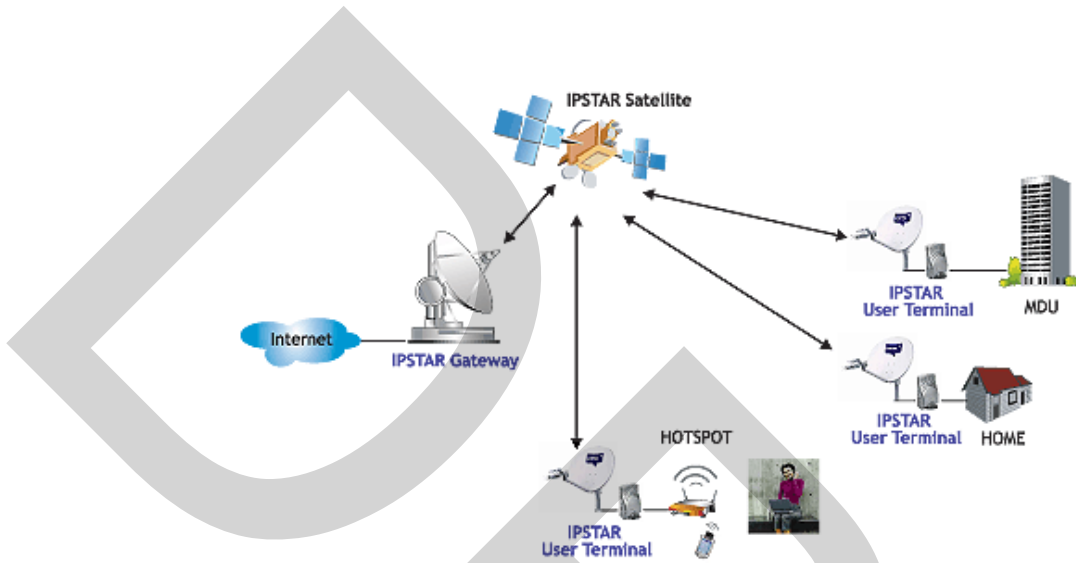 IPSTAR Satellite
IPSTAR
User Terminal
MDU
Internet
IPSTAR Gateway
IPSTAR
User Terminal
HOME
HOTSPOT
IPSTAR
User Terminal